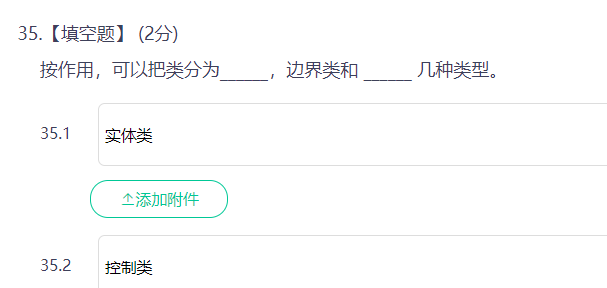 35.【填空题】 (2分)
按作用，可以把类分为______，边界类和 ______ 几种类型。
35.1
实体类
添加附件
35.2
控制类